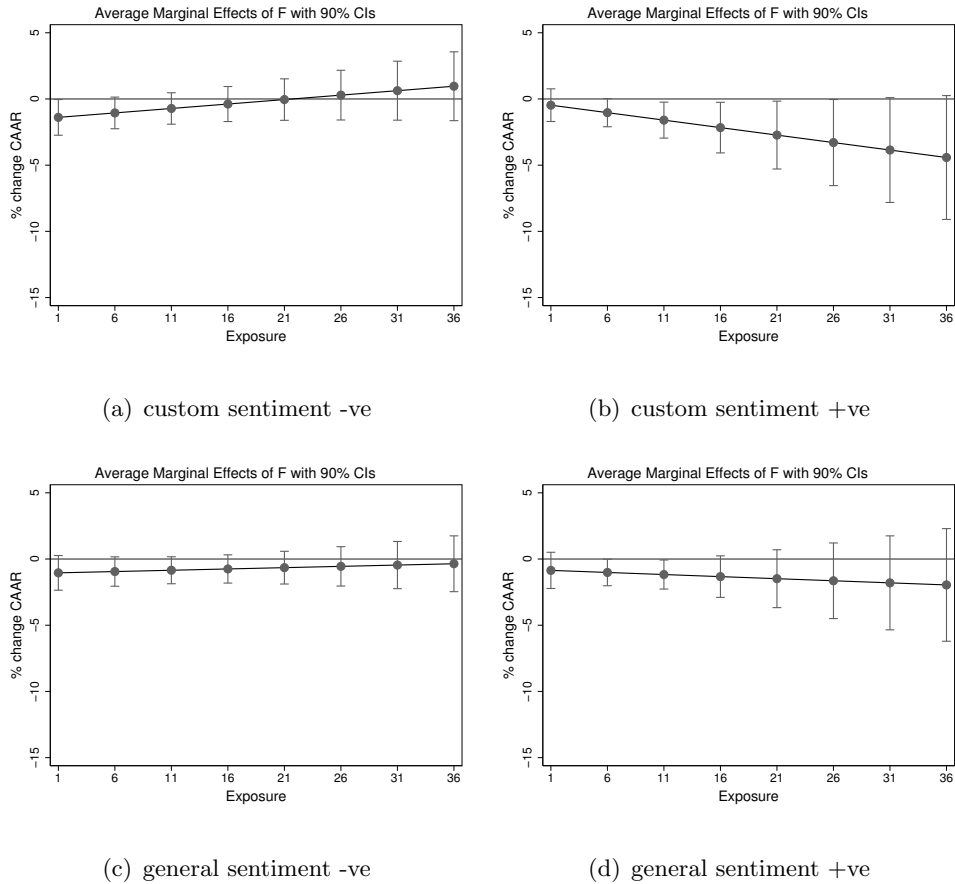 Average Marginal Effects of F with 90% CIs
% change CAAR
5
0
−5
−10
−15
1 6 11 16 21 26 31 36
Exposure
(a) custom sentiment -ve
Average Marginal Effects of F with 90% CIs
% change CAAR
5
0
−5
−10
−15
1 6 11 16 21 26 31 36
Exposure
(b) custom sentiment +ve
Average Marginal Effects of F with 90% CIs
% change CAAR
5
0
−5
−10
−15
1 6 11 16 21 26 31 36
Exposure
(c) general sentiment -ve
Average Marginal Effects of F with 90% CIs
% change CAAR
5
0
−5
−10
−15
1 6 11 16 21 26 31 36
Exposure
(d) general sentiment +ve